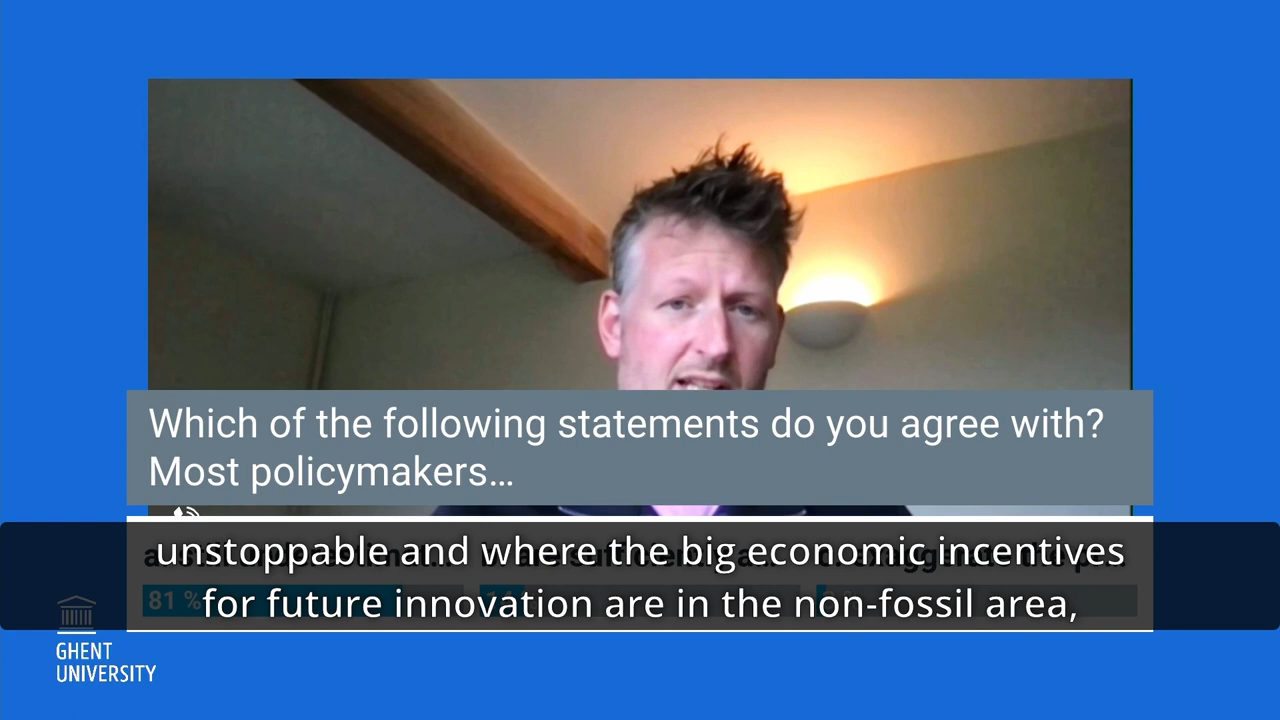 Which of the following statements do you agree with?
Most policymakers…
unstoppable and where the big economic incentives
81 %
for future innovation are in the non-fossil area,
GHENT
UNIVERSITY